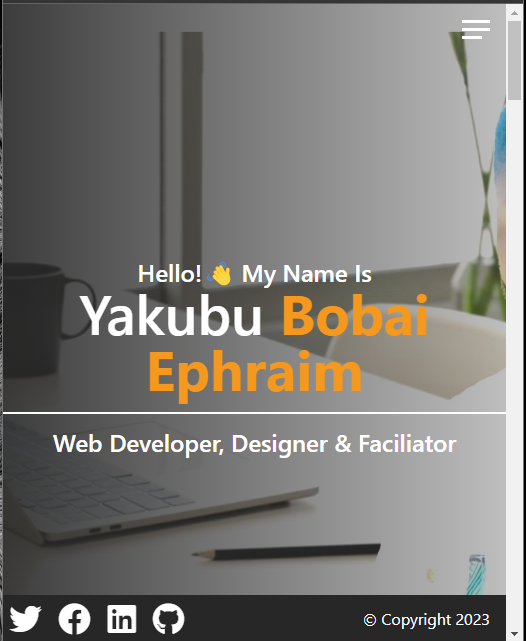 Hello! 👋 My Name Is
Yakubu Bobai
Ephraim
Web Developer, Designer & Faciliator
© Copyright 2023